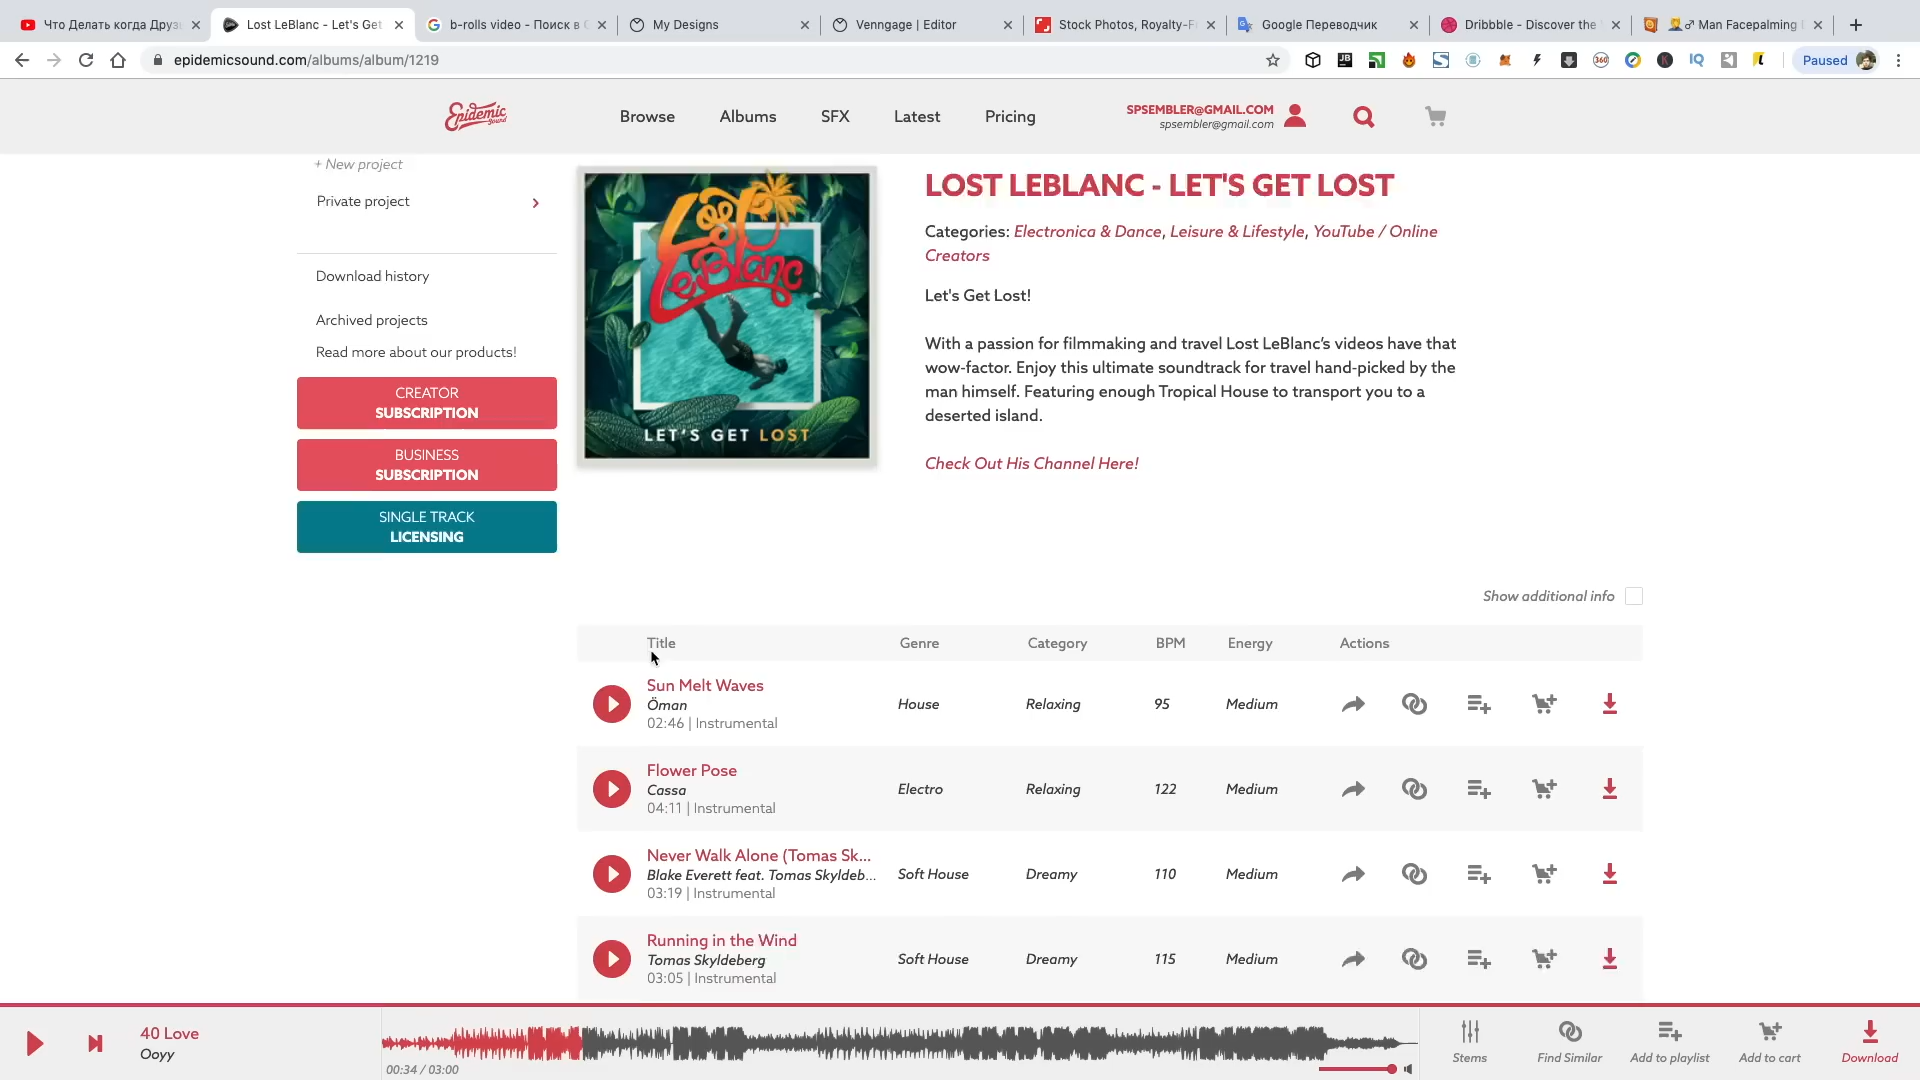 Что Делать когда Друзь
Lost LeBlanc - Let's Get
b-rolls video - Поиск в G
My Designs
Venngage | Editor
Stock Photos, Royalty-F
Google Переводчик
Dribbble - Discover the
Man Facepalming
epidemicsound.com/albums/album/1219
Paused
Epidemic
Sound
Browse
Albums
SFX
Latest
Pricing
SPSEMBLER@GMAIL.COM
spsembler@gmail.com
+ New project
Private project
Download history
Archived projects
Read more about our products!
CREATOR
SUBSCRIPTION
BUSINESS
SUBSCRIPTION
SINGLE TRACK
LICENSING
Lost
LeBlanc
LET'S GET LOST
LOST LEBLANC - LET'S GET LOST
Categories: Electronica & Dance, Leisure & Lifestyle, YouTube / Online
Creators
Let's Get Lost!
With a passion for filmmaking and travel Lost LeBlanc's videos have that
wow-factor. Enjoy this ultimate soundtrack for travel hand-picked by the
man himself. Featuring enough Tropical House to transport you to a
deserted island.
Check Out His Channel Here!
Show additional info
Title Genre Category BPM Energy Actions
Sun Melt Waves
Öman
02:46 | Instrumental
House Relaxing 95 Medium
Flower Pose
Cassa
04:11 | Instrumental
Electro Relaxing 122 Medium
Never Walk Alone (Tomas Sk...
Blake Everett feat. Tomas Skyldeb...
03:19 | Instrumental
Soft House Dreamy 110 Medium
Running in the Wind
Tomas Skyldeberg
03:05 | Instrumental
Soft House Dreamy 115 Medium
40 Love
Ooyy
00:34 / 03:00
Stems
Find Similar
Add to playlist
Add to cart
Download